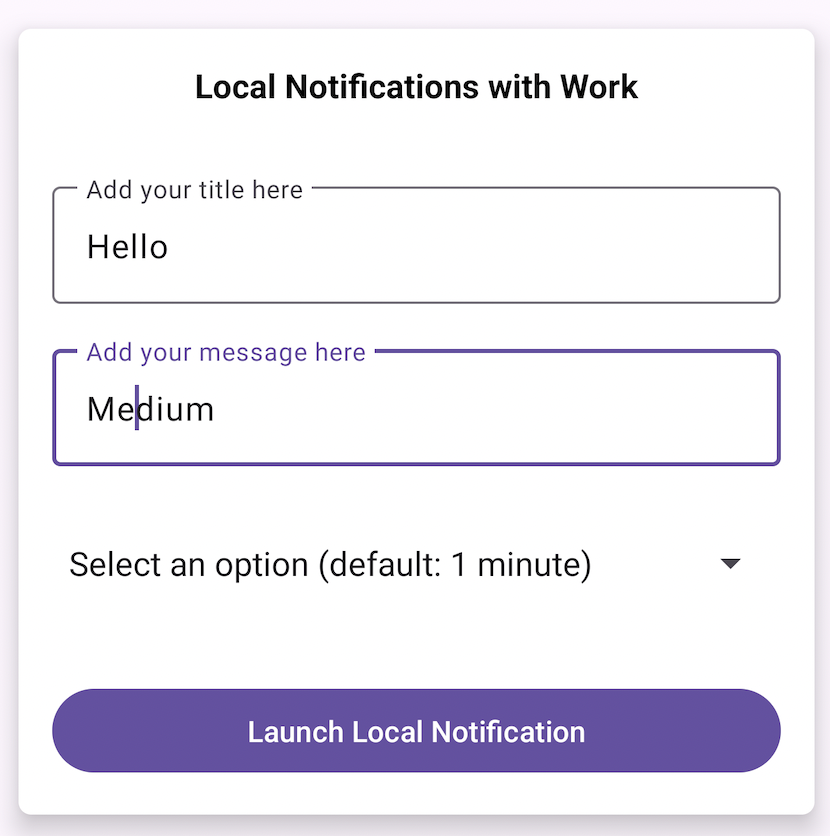 Local Notifications with Work
Add your title here
Hello
Add your message here
Medium
Select an option (default: 1 minute)
Launch Local Notification